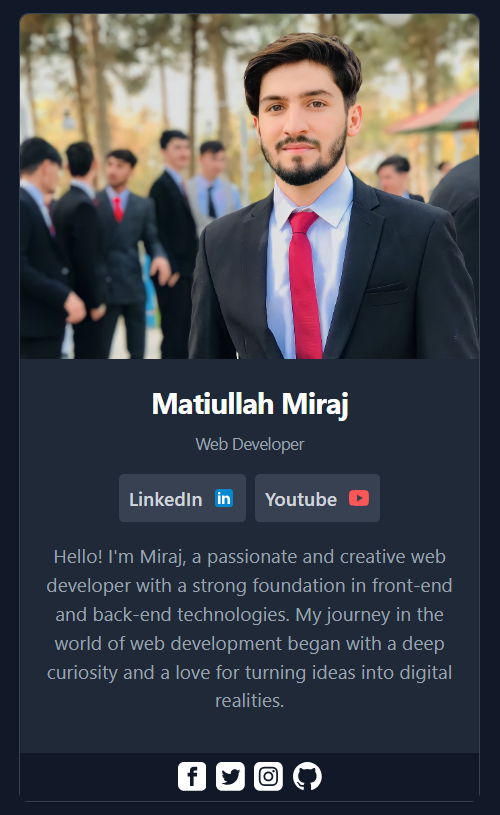 Matiullah Miraj
Web Developer
LinkedIn Youtube
Hello! I'm Miraj, a passionate and creative web
developer with a strong foundation in front-end
and back-end technologies. My journey in the
world of web development began with a deep
curiosity and a love for turning ideas into digital
realities.